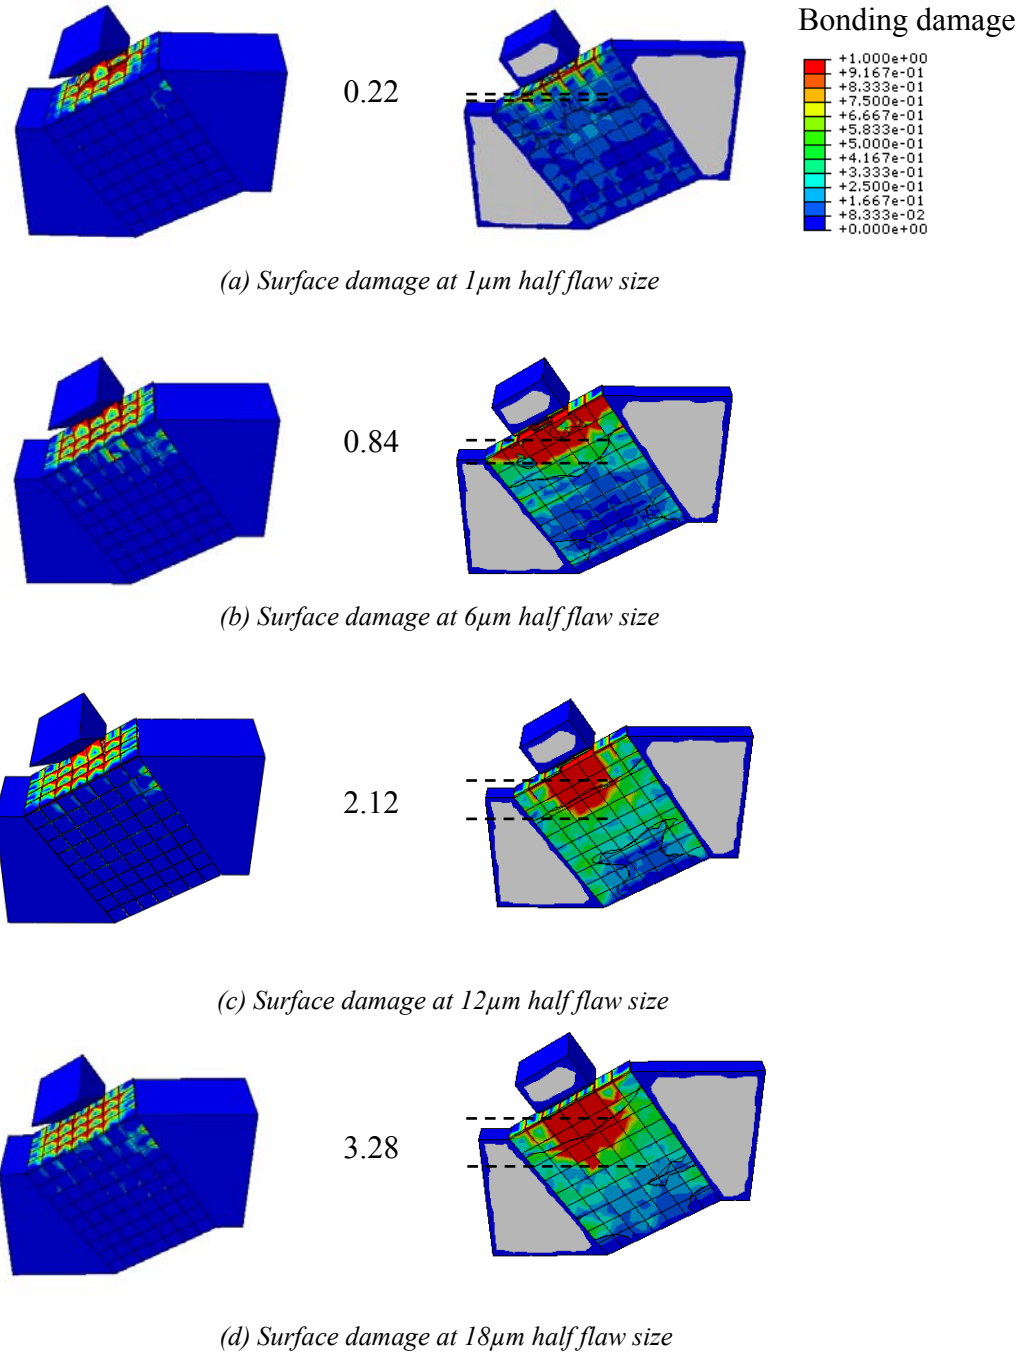 Bonding damage
+1.000e+00
+9.167e-01
+8.333e-01
+7.500e-01
+6.667e-01
+5.833e-01
+5.000e-01
+4.167e-01
+3.333e-01
+2.500e-01
+1.667e-01
+8.333e-02
+0.000e+00
0.22
(a) Surface damage at 1µm half flaw size
0.84
(b) Surface damage at 6µm half flaw size
2.12
(c) Surface damage at 12µm half flaw size
3.28
(d) Surface damage at 18µm half flaw size